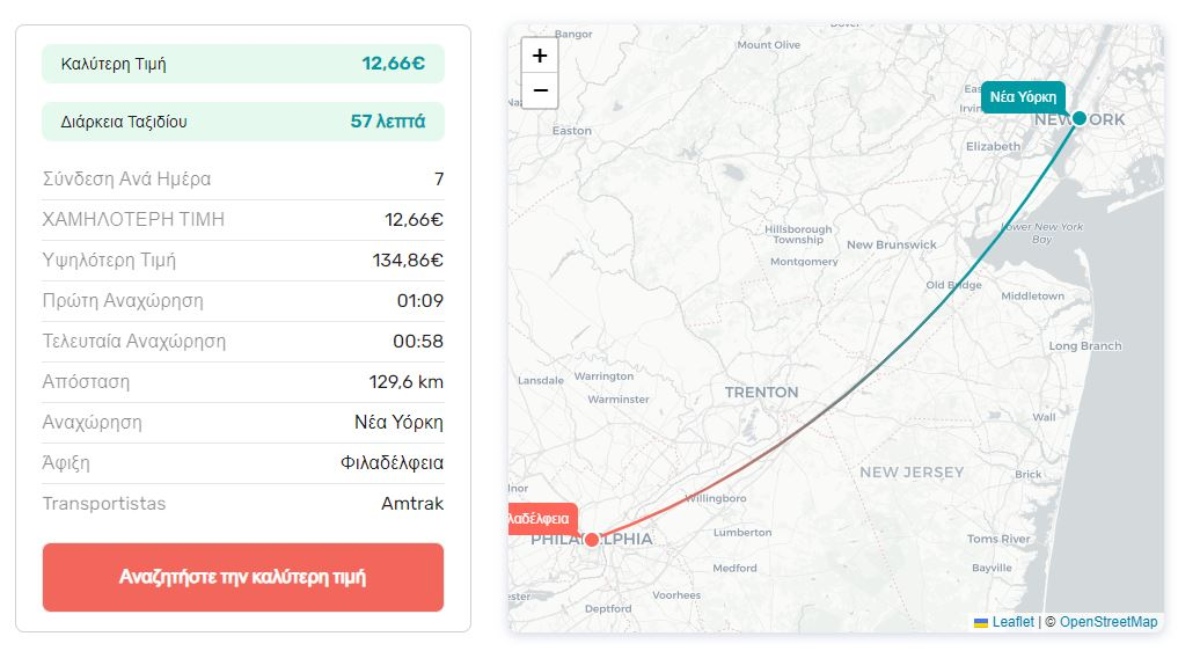 Καλύτερη Τιμή 12,66€
Διάρκεια Ταξιδίου 57 λεπτά
Σύνδεση Ανά Ημέρα 7
ΧΑΜΗΛΟΤΕΡΗ ΤΙΜΗ 12,66€
Υψηλότερη Τιμή 134,86€
Πρώτη Αναχώρηση 01:09
Τελευταία Αναχώρηση 00:58
Απόσταση 129,6 km
Αναχώρηση Νέα Υόρκη
Άφιξη Φιλαδέλφεια
Transportistas Amtrak
Αναζητήστε την καλύτερη τιμή
+
−
Bangor
Mount Olive
Easton
Νέα Υόρκη
NEW ORK
Elizabeth
Lower New York
Bay
Hillsborough
Township
New Brunswick
Montgomery
Old Bridge
Middletown
Long Branch
Lansdale
Warrington
Warminster
TRENTON
Wall
NEW JERSEY
Brick
Willingboro
λαδέλφεια
PHILA LPHIA
Lumberton
Toms River
Medford
Bayville
Voorhees
Deptford
Leaflet | © OpenStreetMap